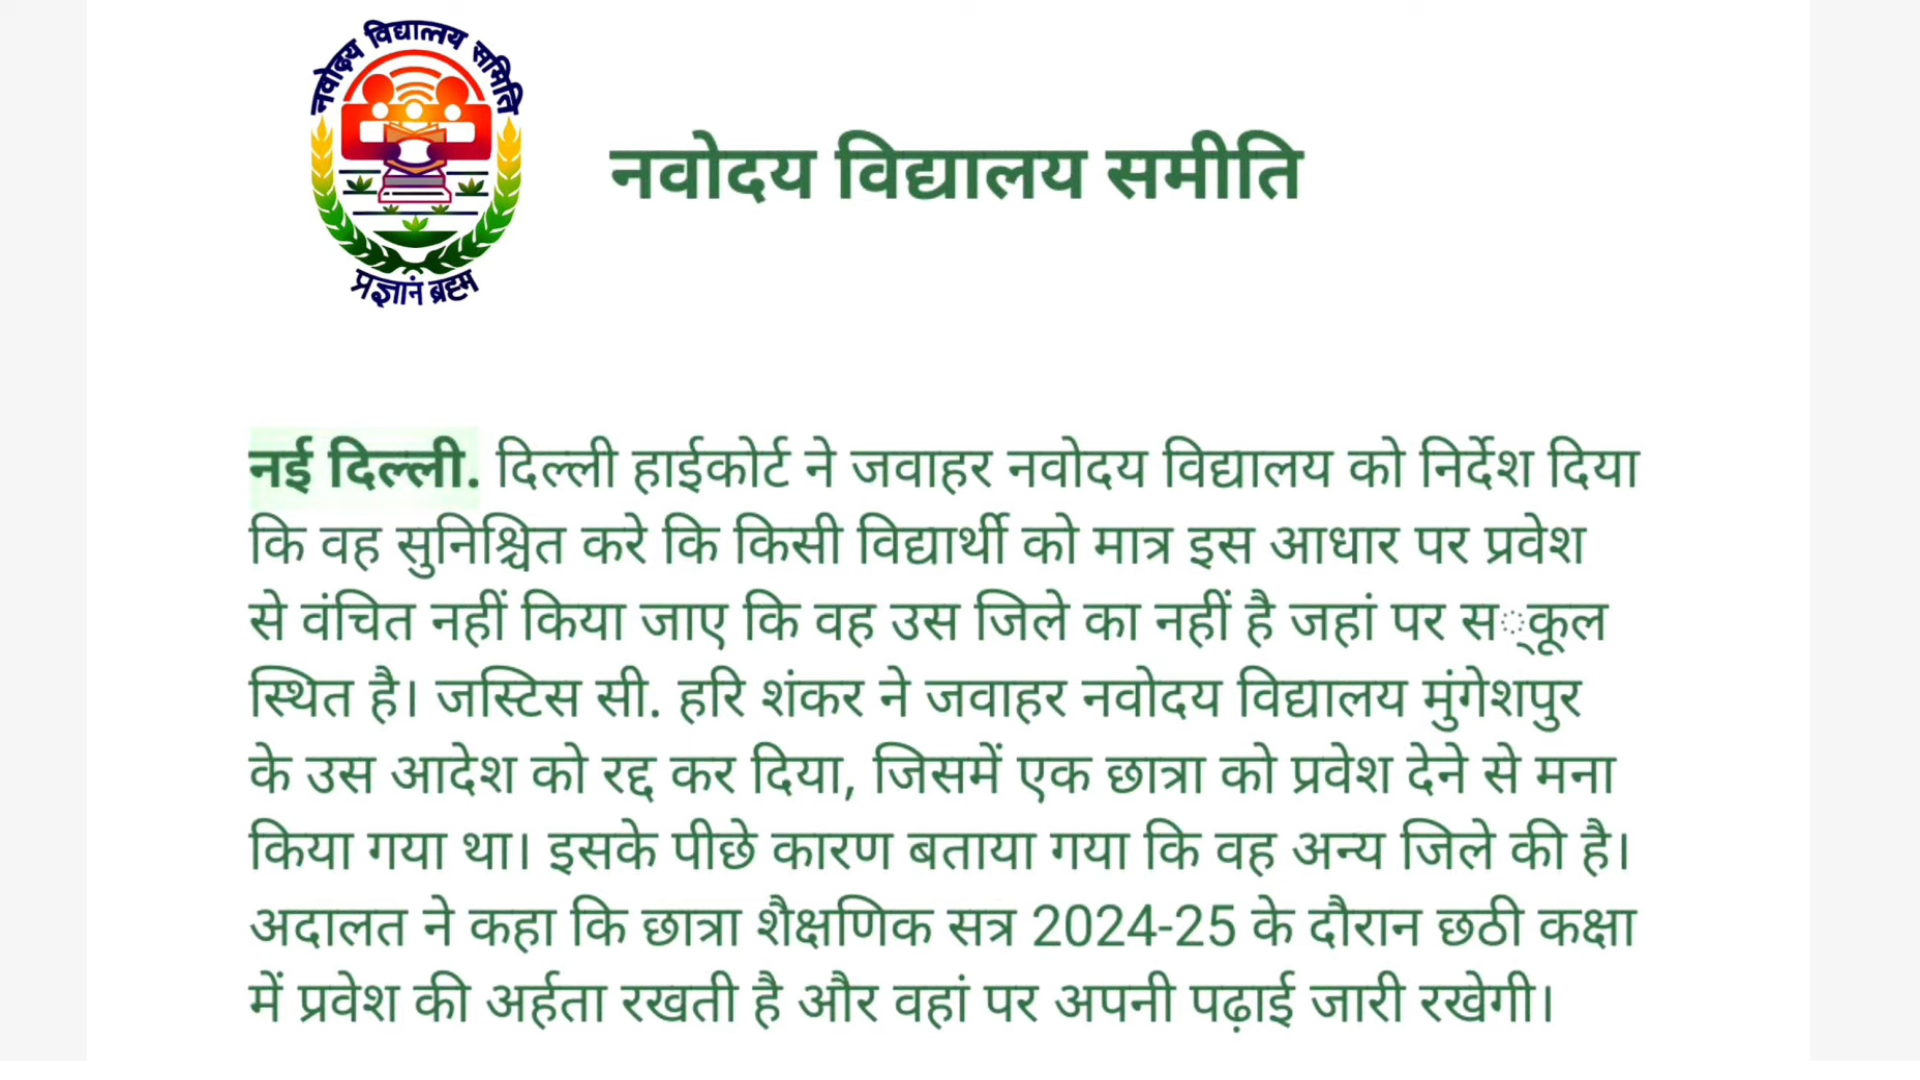 नवोदय विद्यालय समिति
प्रज्ञानं ब्रह्म
नवोदय विद्यालय समीति
नई दिल्ली. दिल्ली हाईकोर्ट ने जवाहर नवोदय विद्यालय को निर्देश दिया
कि वह सुनिश्चित करे कि किसी विद्यार्थी को मात्र इस आधार पर प्रवेश
से वंचित नहीं किया जाए कि वह उस जिले का नहीं है जहां पर स◌्कूल
स्थित है। जस्टिस सी. हरि शंकर ने जवाहर नवोदय विद्यालय मुंगेशपुर
के उस आदेश को रद्द कर दिया, जिसमें एक छात्रा को प्रवेश देने से मना
किया गया था। इसके पीछे कारण बताया गया कि वह अन्य जिले की है।
अदालत ने कहा कि छात्रा शैक्षणिक सत्र 2024-25 के दौरान छठी कक्षा
में प्रवेश की अर्हता रखती है और वहां पर अपनी पढ़ाई जारी रखेगी।